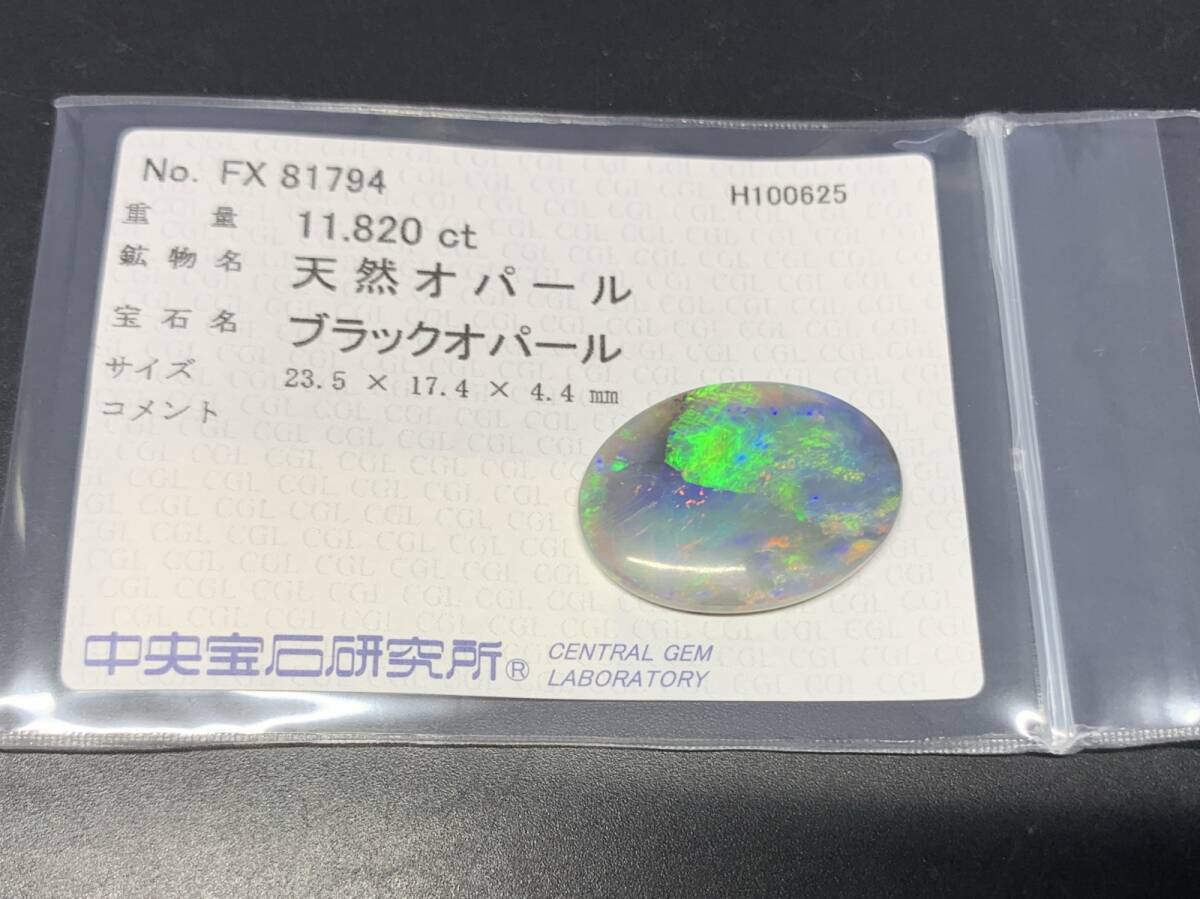 No. FX 81794 H100625
重量 11.820 ct
鉱物名 天然オパール
宝石名 ブラックオパール
サイズ 23.5 × 17.4 × 4.4 mm
コメント
中央宝石研究所® CENTRAL GEM
LABORATORY